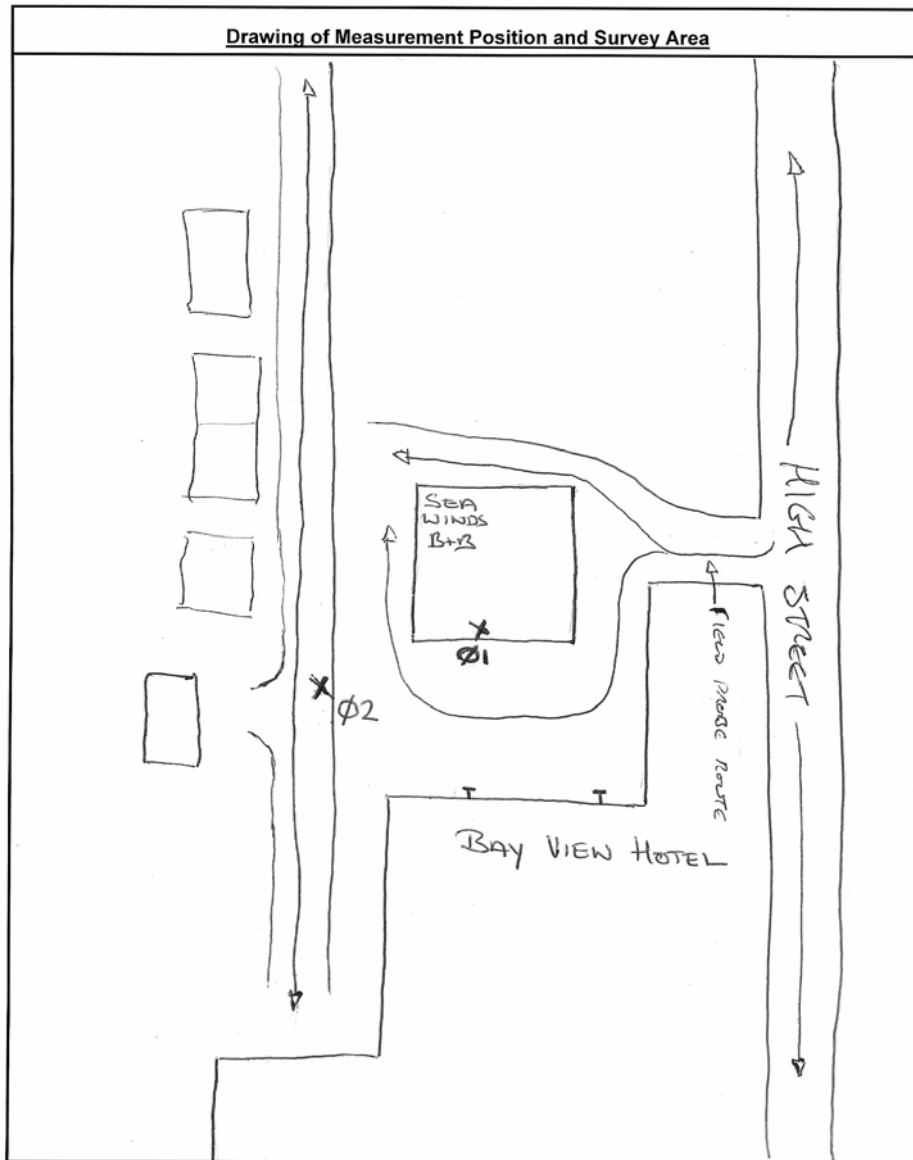 Drawing of Measurement Position and Survey Area
SEA
WINDS
B+B
Ø1
Ø2
HIGH STREET
FIELD PROBE ROUTE
BAY VIEW HOTEL